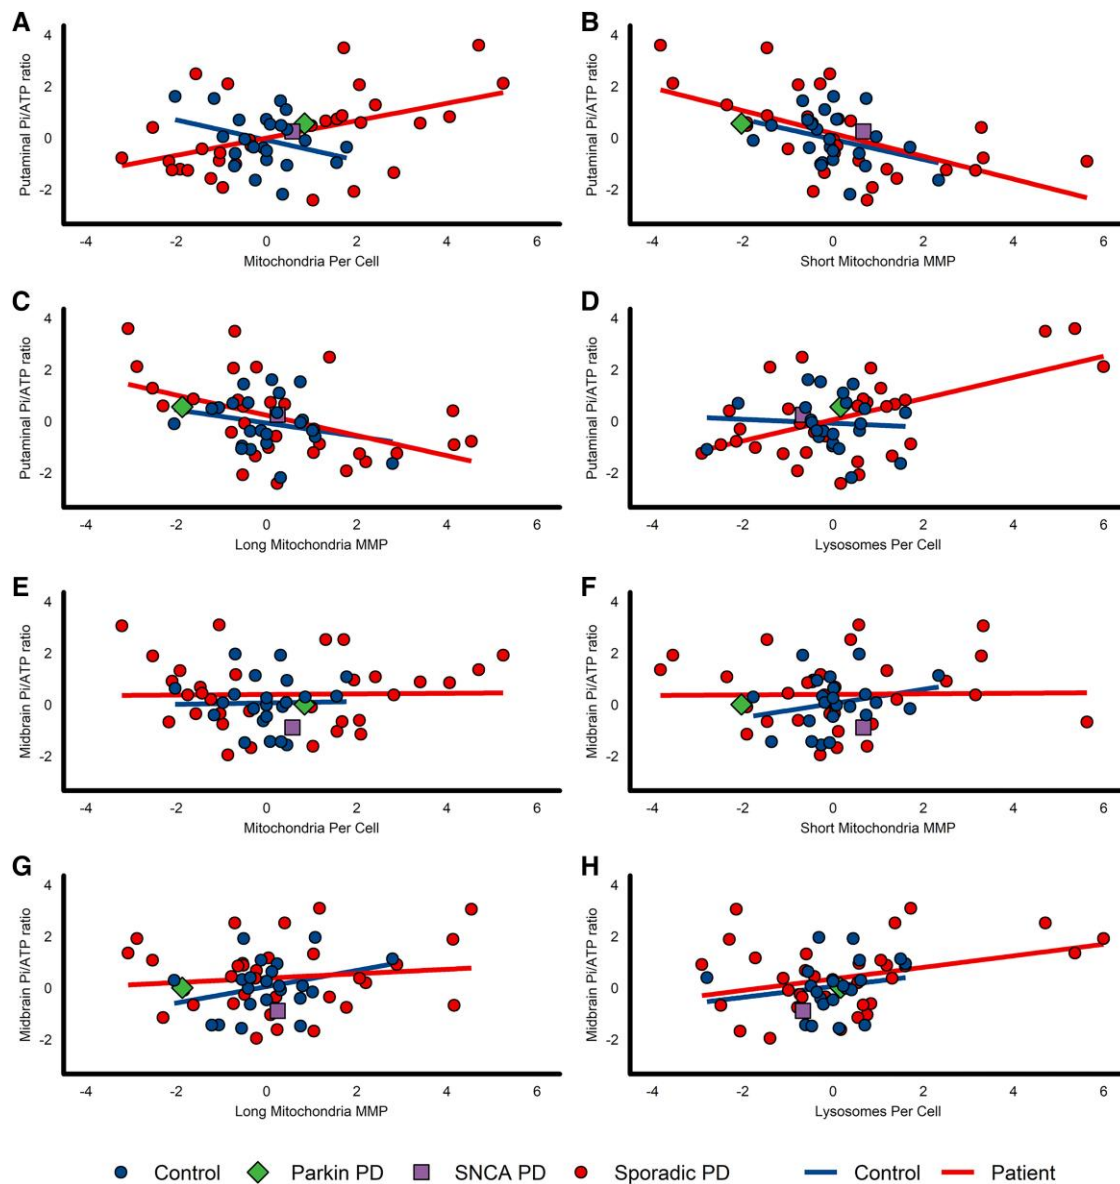 A
Putaminal Pi/ATP ratio
4
2
0
-2
-4 -2 0 2 4 6
Mitochondria Per Cell
B
Putaminal Pi/ATP ratio
4
2
0
-2
-4 -2 0 2 4 6
Short Mitochondria MMP
C
Putaminal Pi/ATP ratio
4
2
0
-2
-4 -2 0 2 4 6
Long Mitochondria MMP
D
Putaminal Pi/ATP ratio
4
2
0
-2
-4 -2 0 2 4 6
Lysosomes Per Cell
E
Midbrain Pi/ATP ratio
4
2
0
-2
-4 -2 0 2 4 6
Mitochondria Per Cell
F
Midbrain Pi/ATP ratio
4
2
0
-2
-4 -2 0 2 4 6
Short Mitochondria MMP
G
Midbrain Pi/ATP ratio
4
2
0
-2
-4 -2 0 2 4 6
Long Mitochondria MMP
H
Midbrain Pi/ATP ratio
4
2
0
-2
-4 -2 0 2 4 6
Lysosomes Per Cell
Control Parkin PD SNCA PD Sporadic PD Control Patient